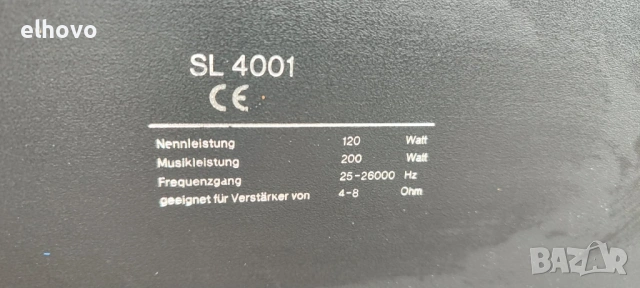 elhovo
SL 4001
CE
Nennleistung 120 Watt
Musikleistung 200 Watt
Frequenzgang 25-26000 Hz
geeignet für Verstärker von 4-8 Ohm
BAZAR